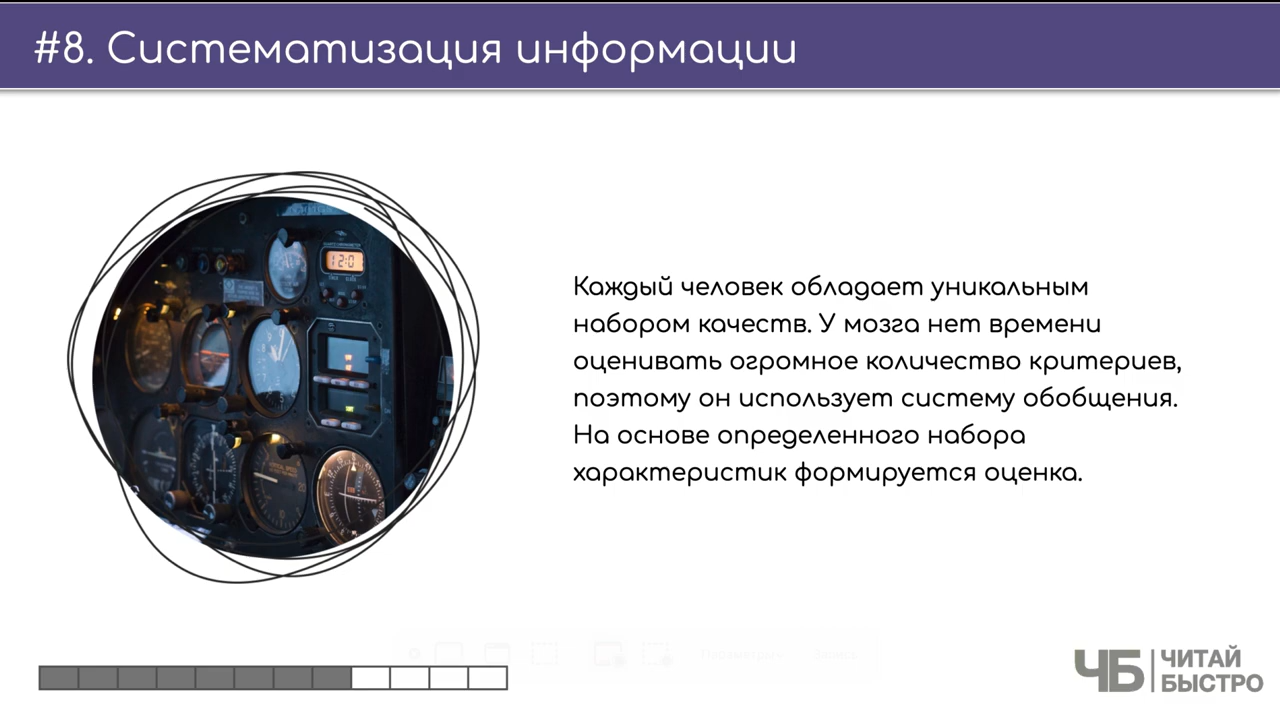 #8. Систематизация информации
12:0
Каждый человек обладает уникальным
набором качеств. У мозга нет времени
оценивать огромное количество критериев,
поэтому он использует систему обобщения.
На основе определенного набора
характеристик формируется оценка.
ЧБ
ЧИТАЙ
БЫСТРО